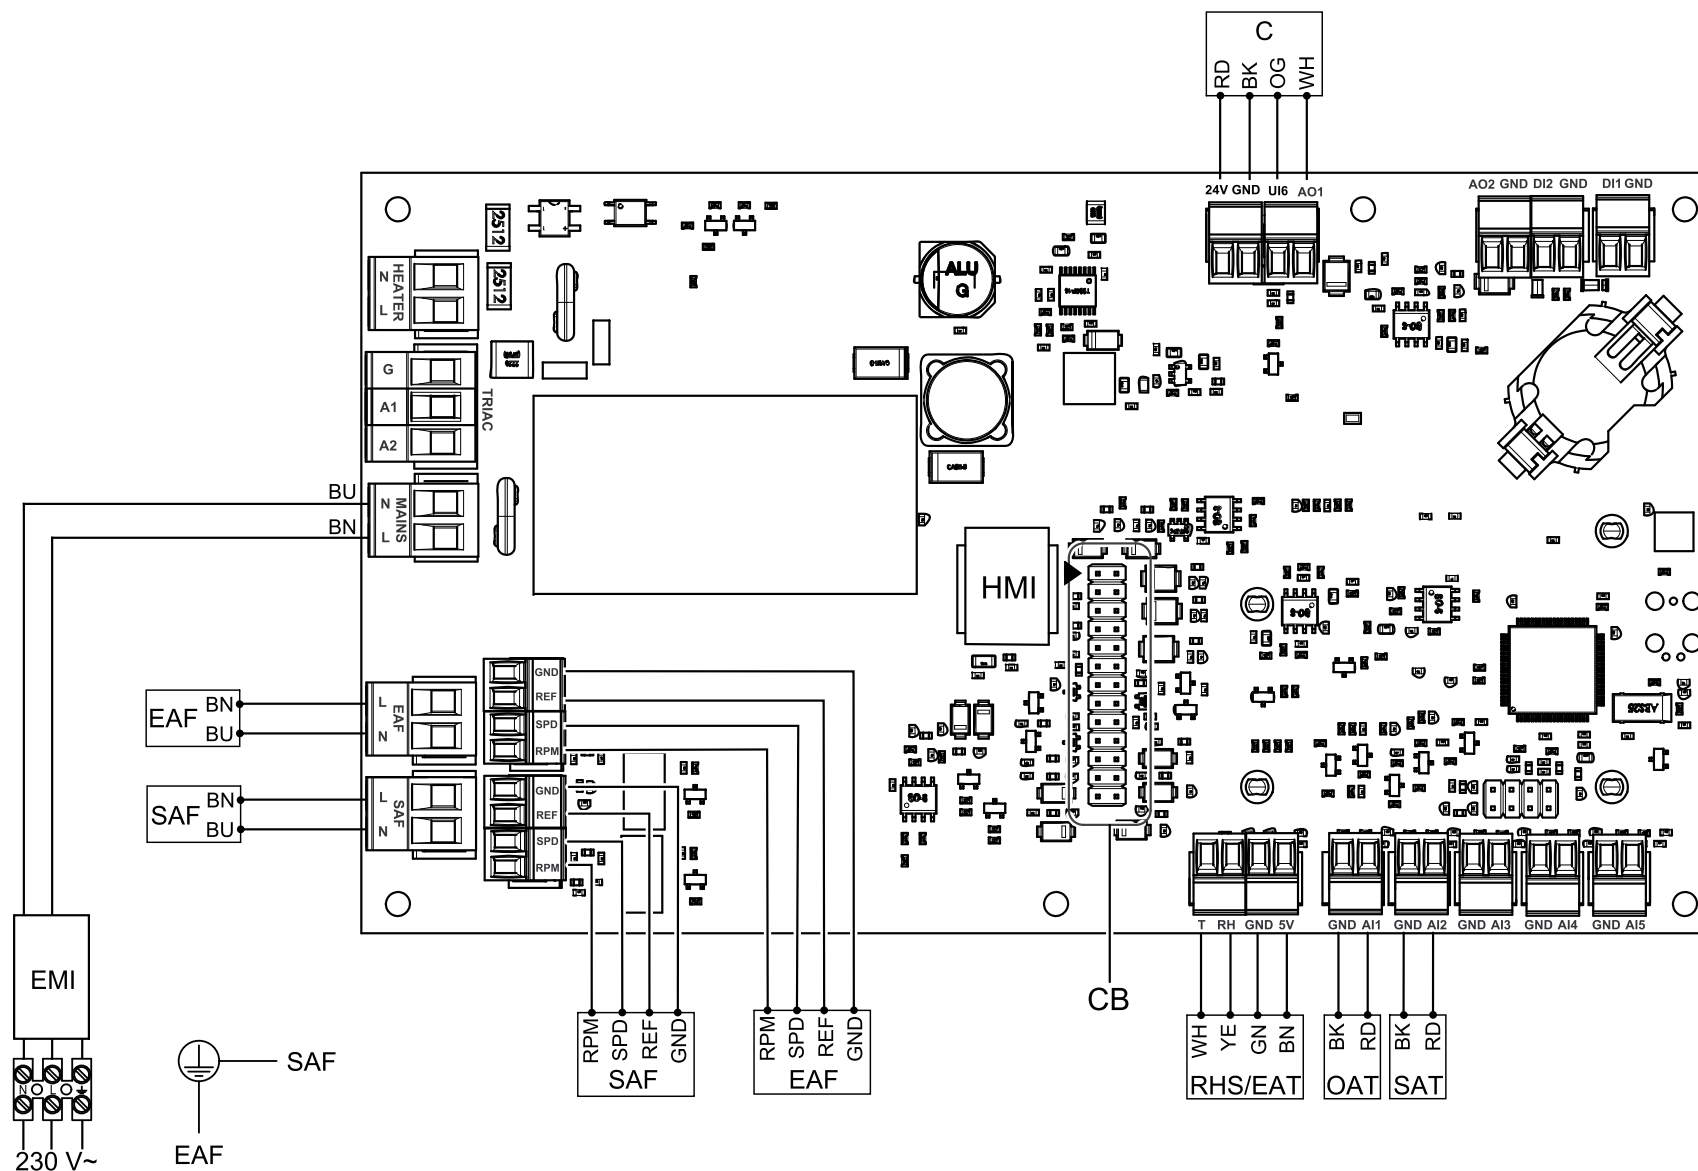 C
RD BK OG WH
24V GND UI6 AO1
AO2 GND DI2 GND DI1 GND
2512
2512
ALU
G
HEATER
N
L
G
A1
A2
TRIAC
BU
BN
MAINS
N
L
HMI
EAF
BN
BU
L
N
EAF
GND
REF
SPD
RPM
SAF
BN
BU
L
N
SAF
GND
REF
SPD
RPM
T RH GND 5V GND AI1 GND AI2 GND AI3 GND AI4 GND AI5
EMI
CB
RPM SPD REF GND
SAF
RPM SPD REF GND
EAF
WH YE GN BN
RHS/EAT
BK RD
OAT
BK RD
SAT
SAF
EAF
N L
230 V~